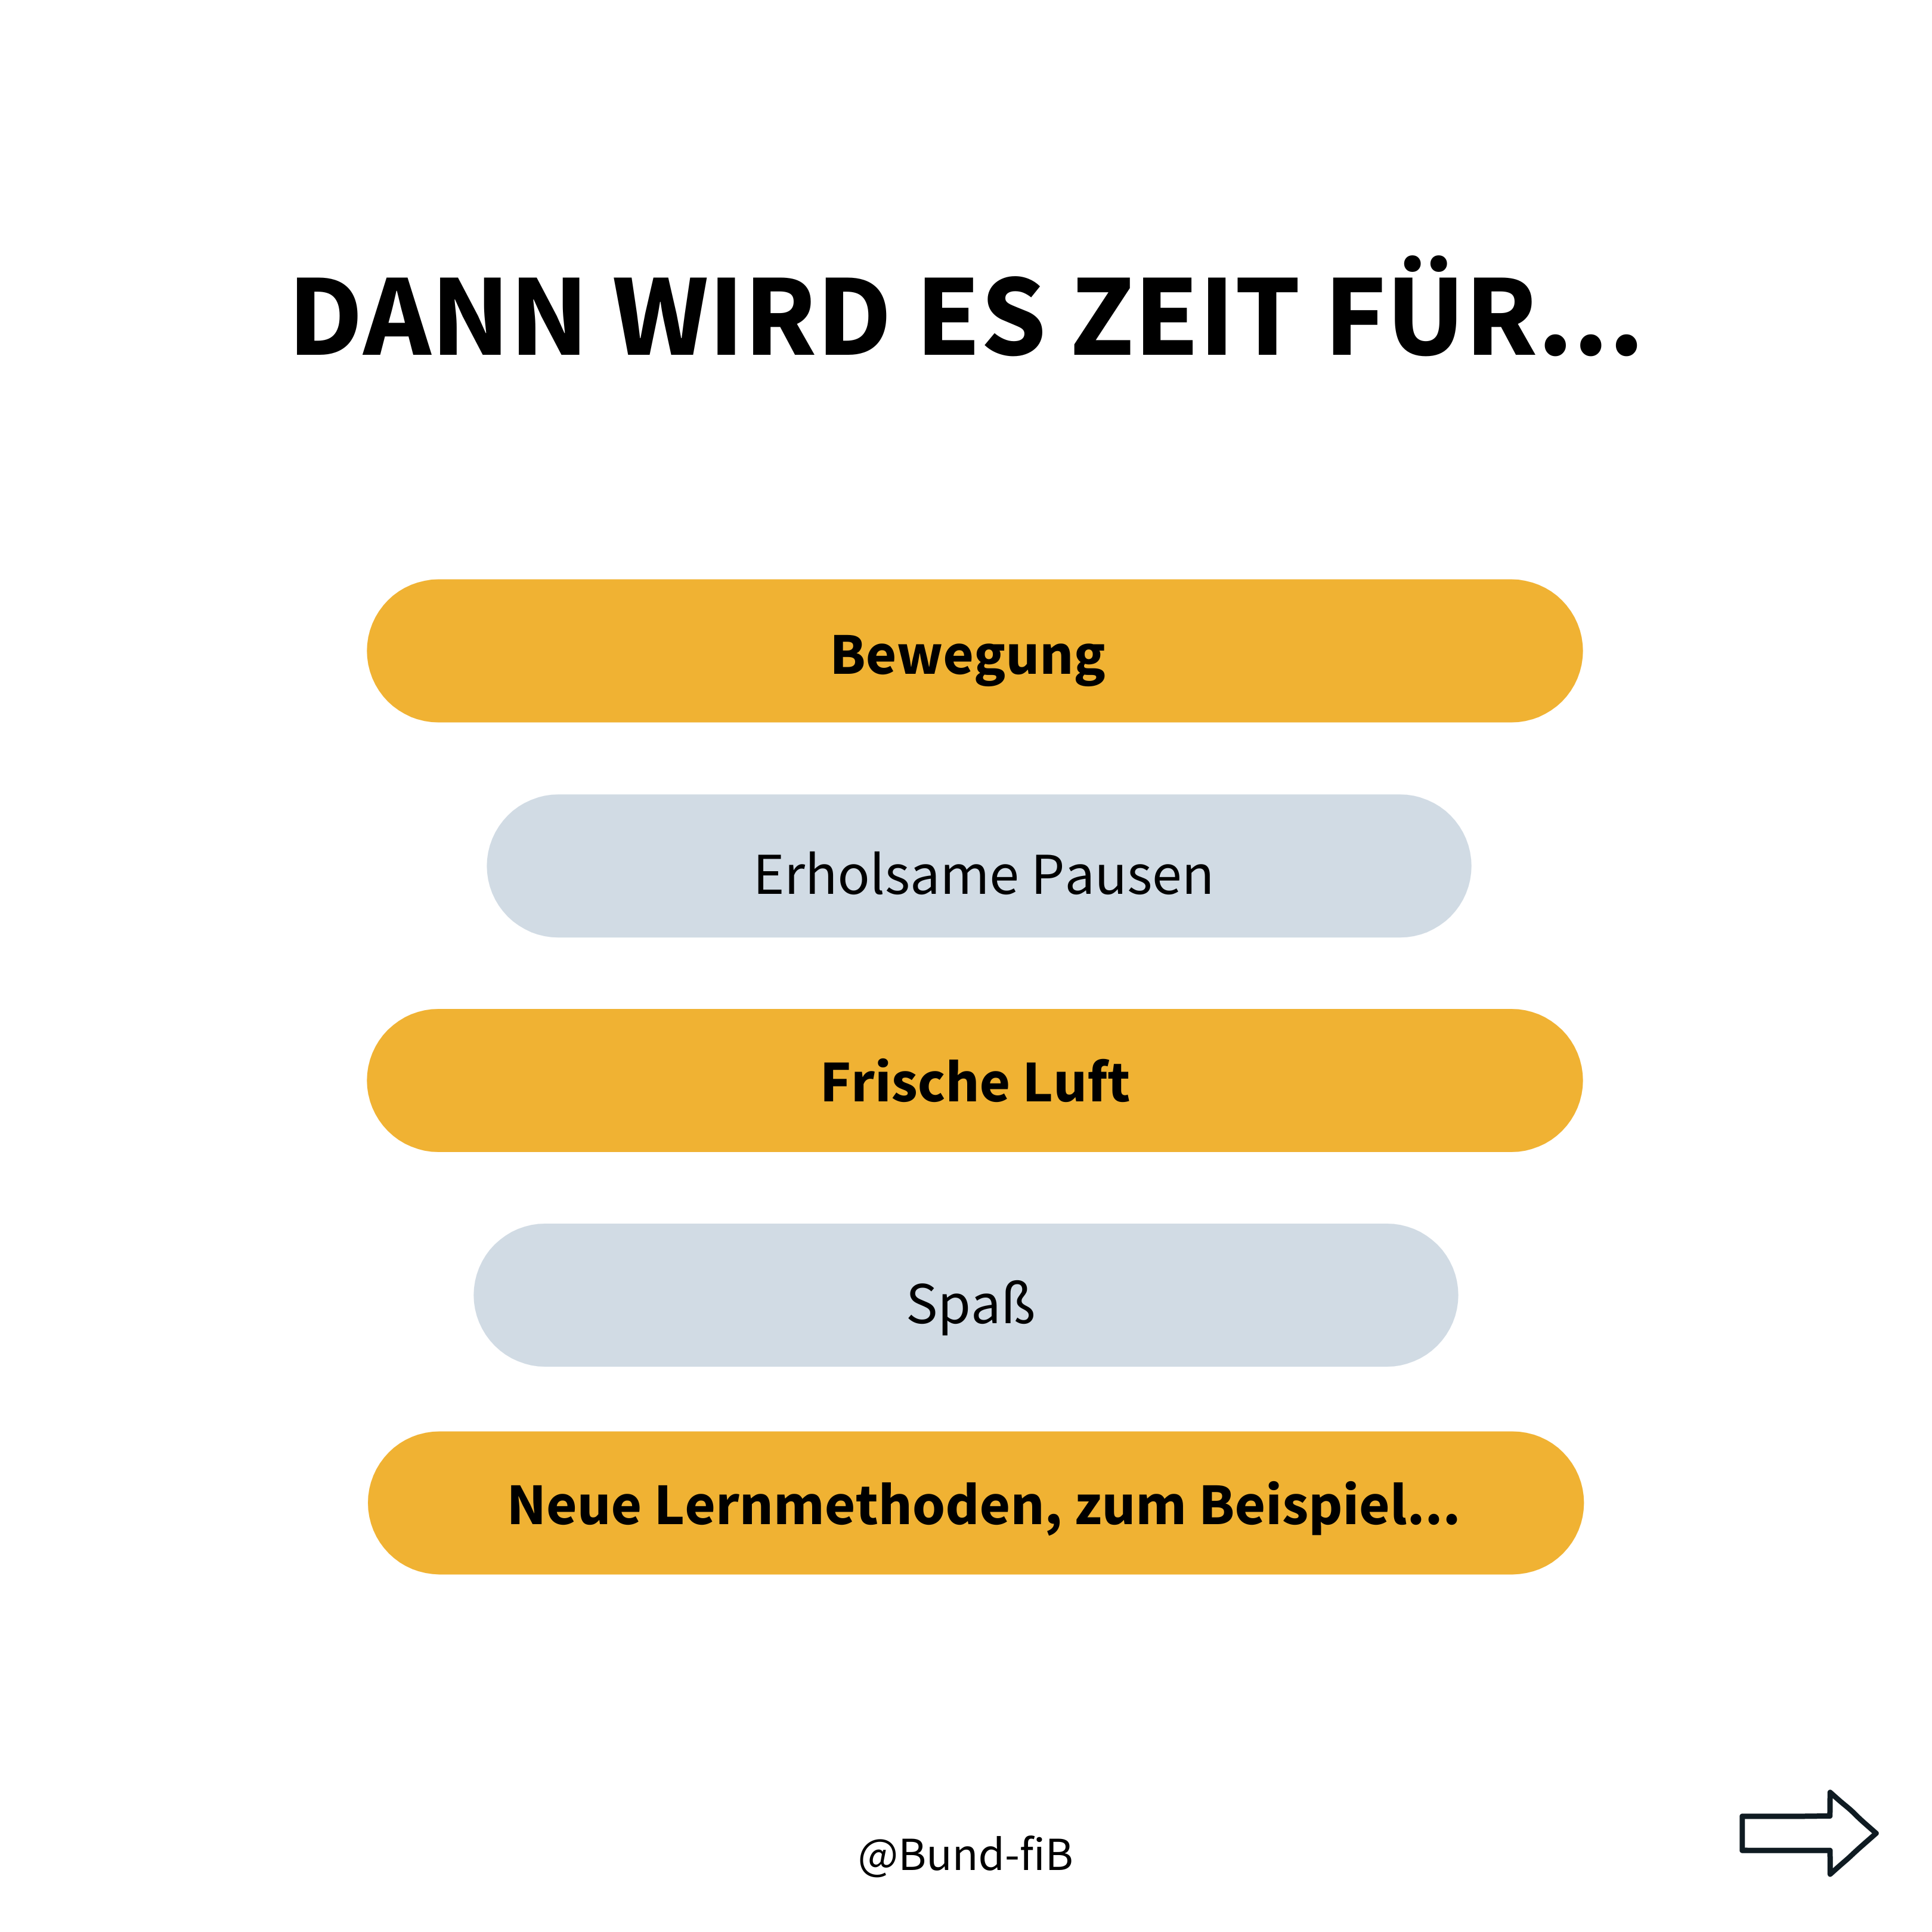 DANN WIRD ES ZEIT FÜR...
Bewegung
Erholsame Pausen
Frische Luft
Spaß
Neue Lernmethoden, zum Beispiel...
@Bund-fiB